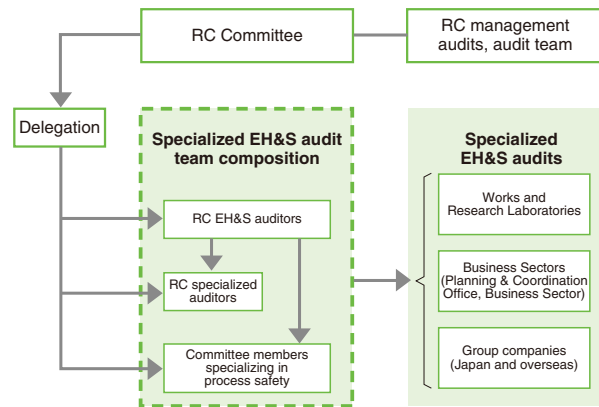 RC Committee
RC management
audits, audit team
Delegation
Specialized EH&S audit
team composition
RC EH&S auditors
RC specialized
auditors
Committee members
specializing in
process safety
Specialized
EH&S audits
Works and
Research Laboratories
Business Sectors
(Planning & Coordination
Office, Business Sector)
Group companies
(Japan and overseas)